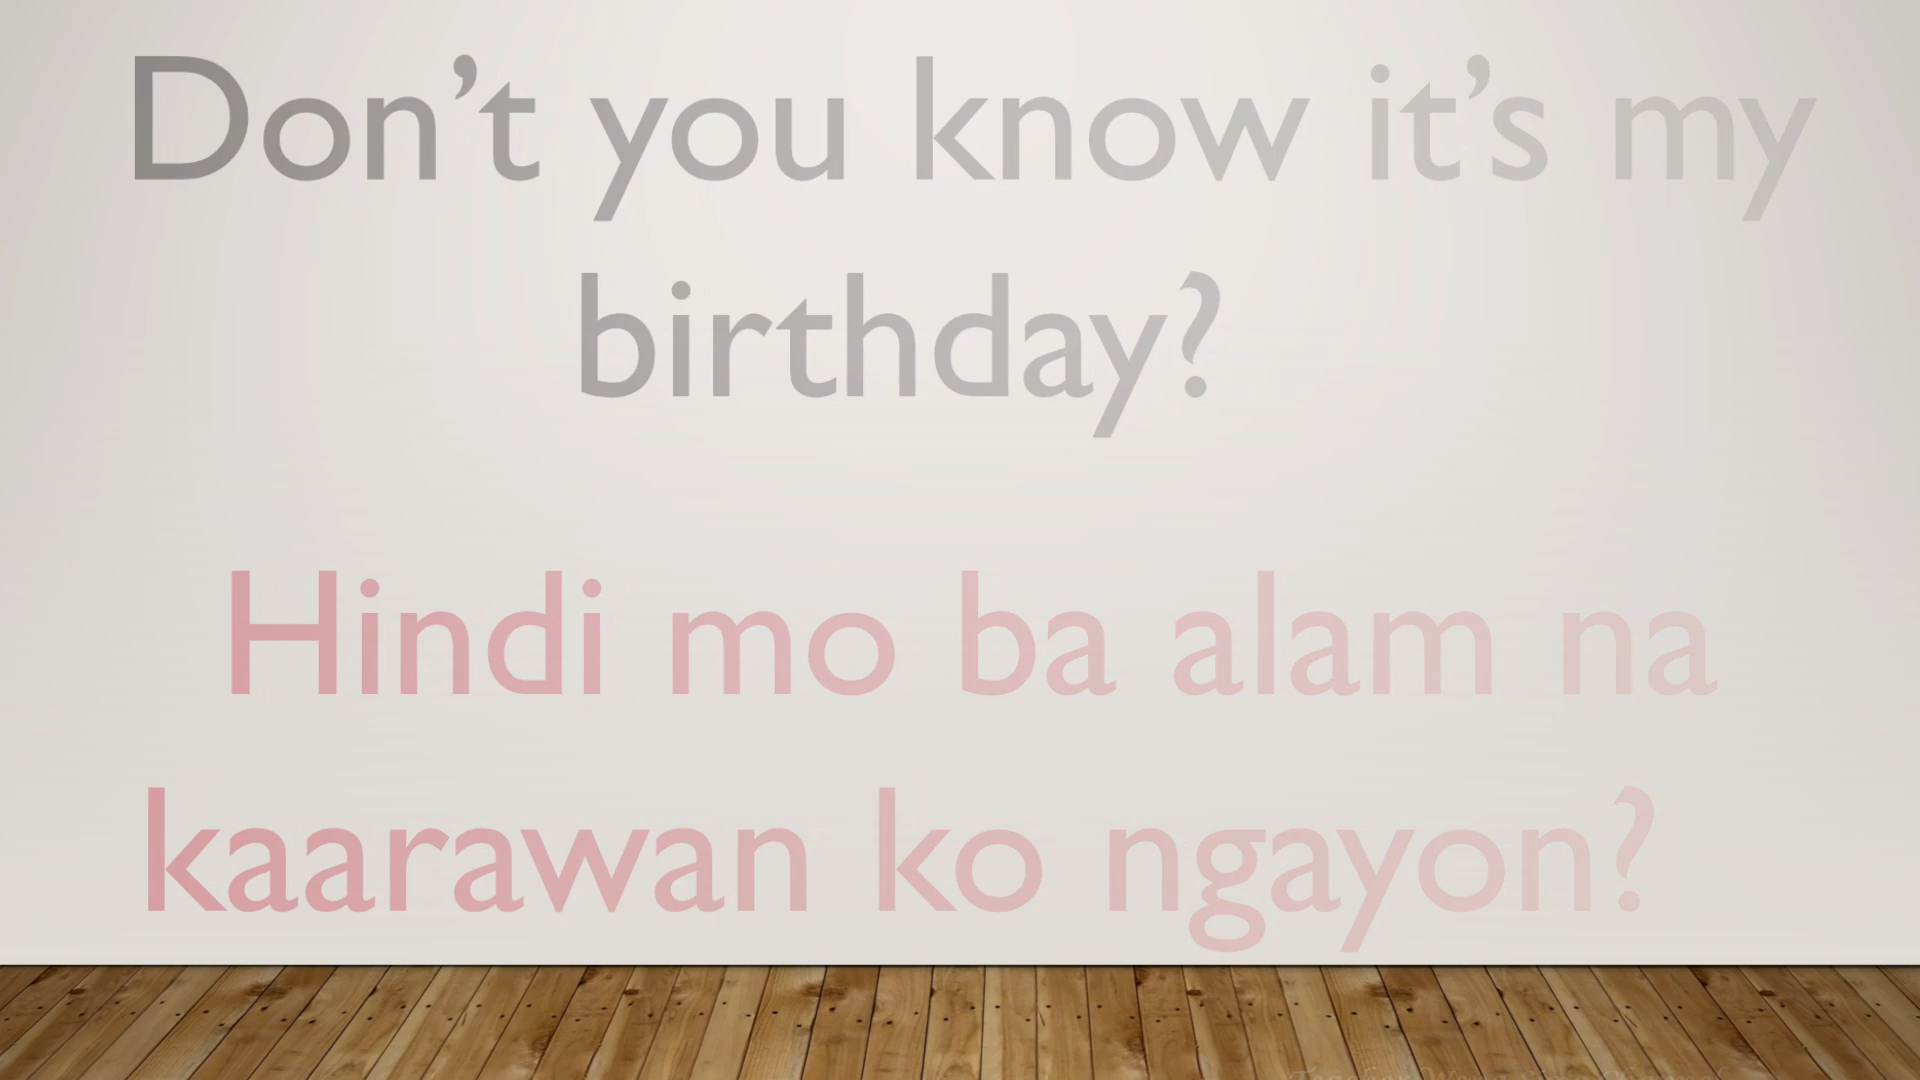 Don’t you know it’s my
birthday?
Hindi mo ba alam na
kaarawan ko ngayon?